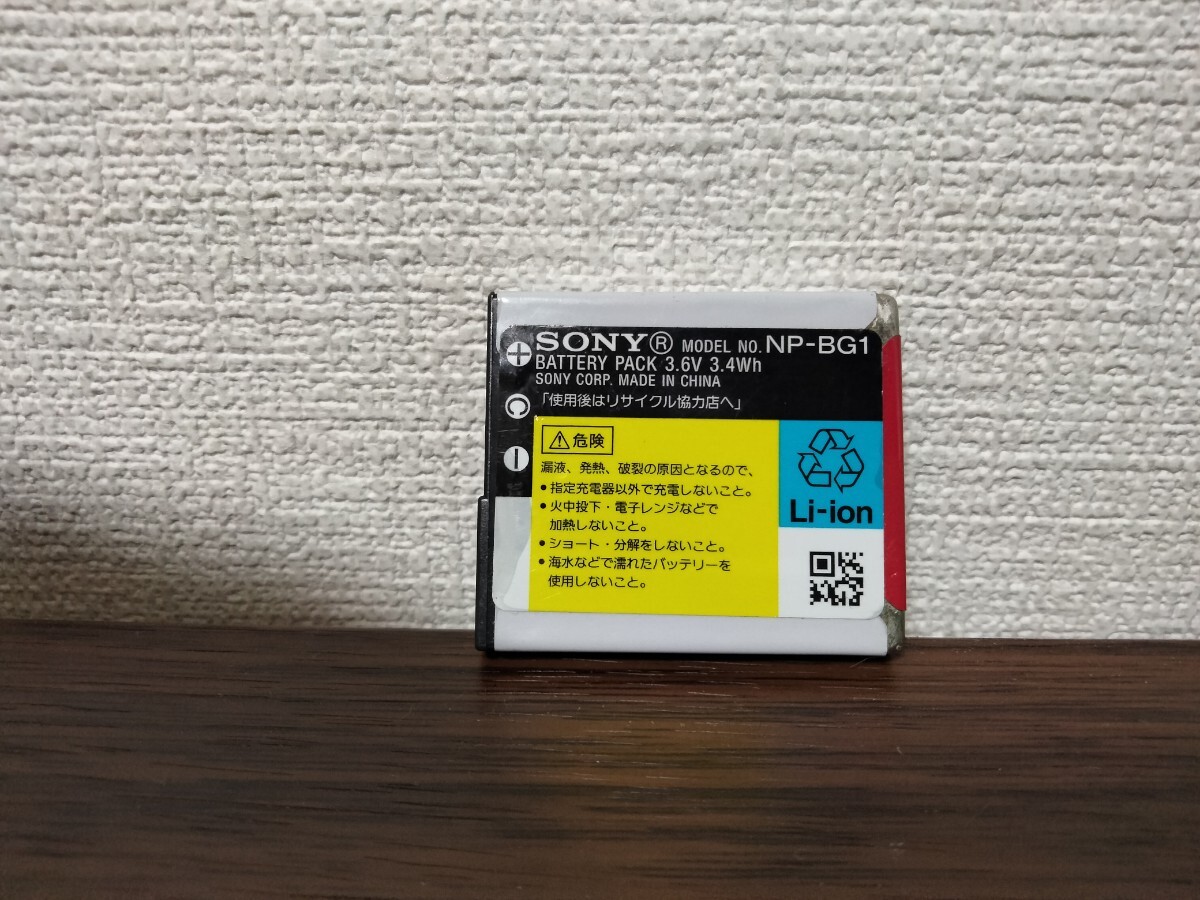 SONY® MODEL NO. NP-BG1
BATTERY PACK 3.6V 3.4Wh
SONY CORP. MADE IN CHINA
「使用後はリサイクル協力店へ」
+
C
−
⚠危険
漏液、発熱、破裂の原因となるので、
●指定充電器以外で充電しないこと。
●火中投下・電子レンジなどで
加熱しないこと。
●ショート・分解をしないこと。
●海水などで濡れたバッテリーを
使用しないこと。
Li-ion